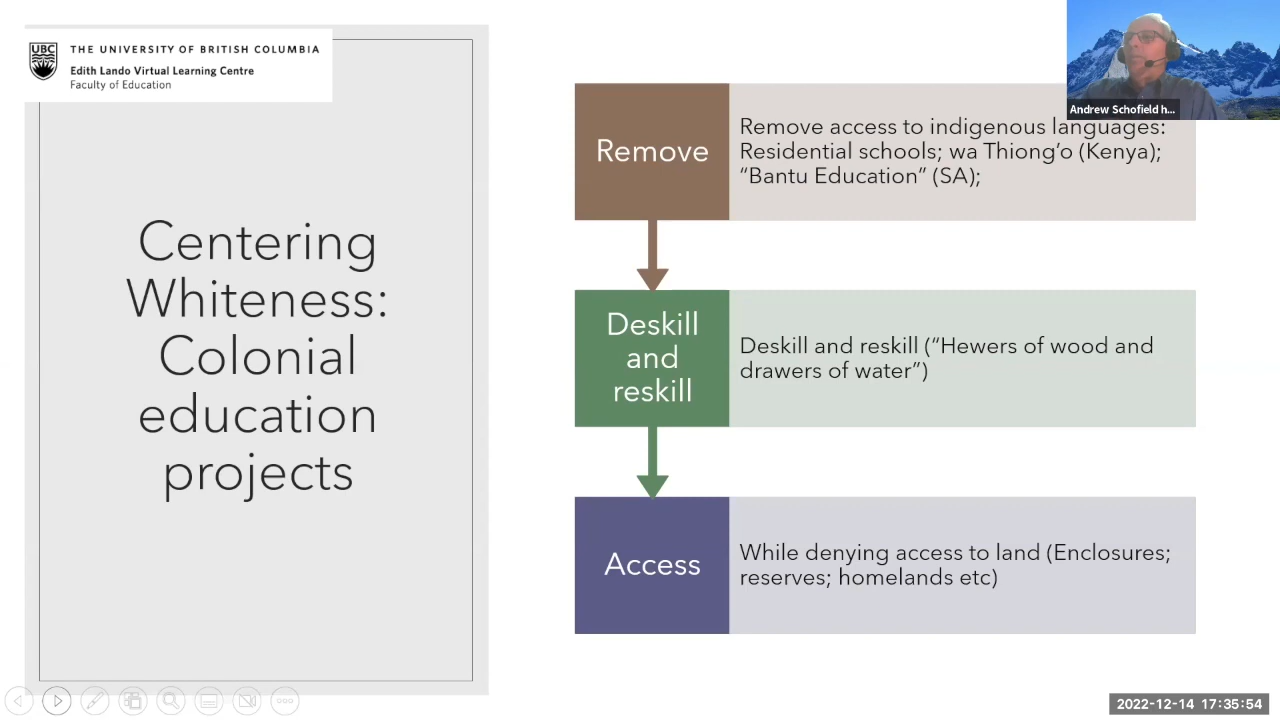 UBC
THE UNIVERSITY OF BRITISH COLUMBIA
Edith Lando Virtual Learning Centre
Faculty of Education
Centering
Whiteness:
Colonial
education
projects
Remove
Remove access to indigenous languages:
Residential schools; wa Thiong’o (Kenya);
“Bantu Education” (SA);
Deskill
and
reskill
Deskill and reskill (“Hewers of wood and
drawers of water”)
Access
While denying access to land (Enclosures;
reserves; homelands etc)
Andrew Schofield h...
2022-12-14 17:35:54